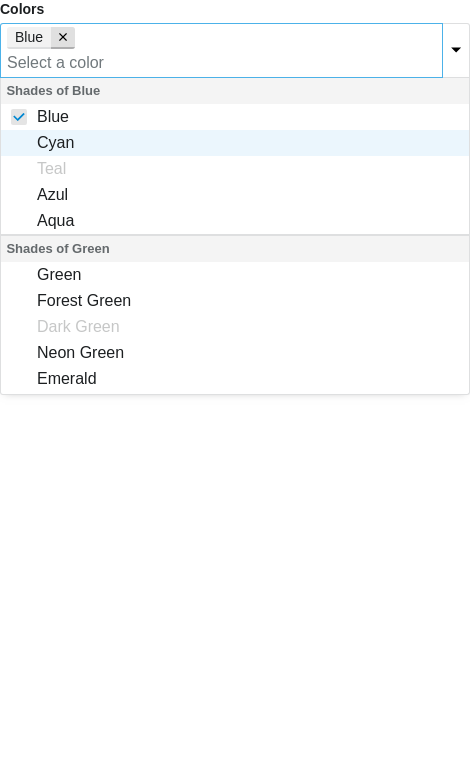 Colors
Blue ✕
Select a color
Shades of Blue
Blue
Cyan
Teal
Azul
Aqua
Shades of Green
Green
Forest Green
Dark Green
Neon Green
Emerald